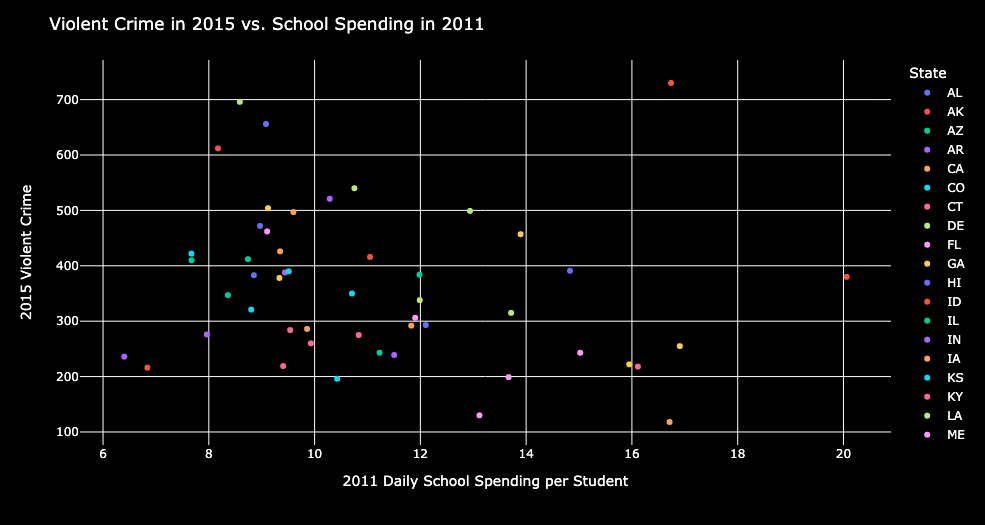 Violent Crime in 2015 vs. School Spending in 2011
State
AL
AK
AZ
AR
CA
CO
CT
DE
FL
GA
HI
ID
IL
IN
IA
KS
KY
LA
ME
2015 Violent Crime
700
600
500
400
300
200
100
6 8 10 12 14 16 18 20
2011 Daily School Spending per Student